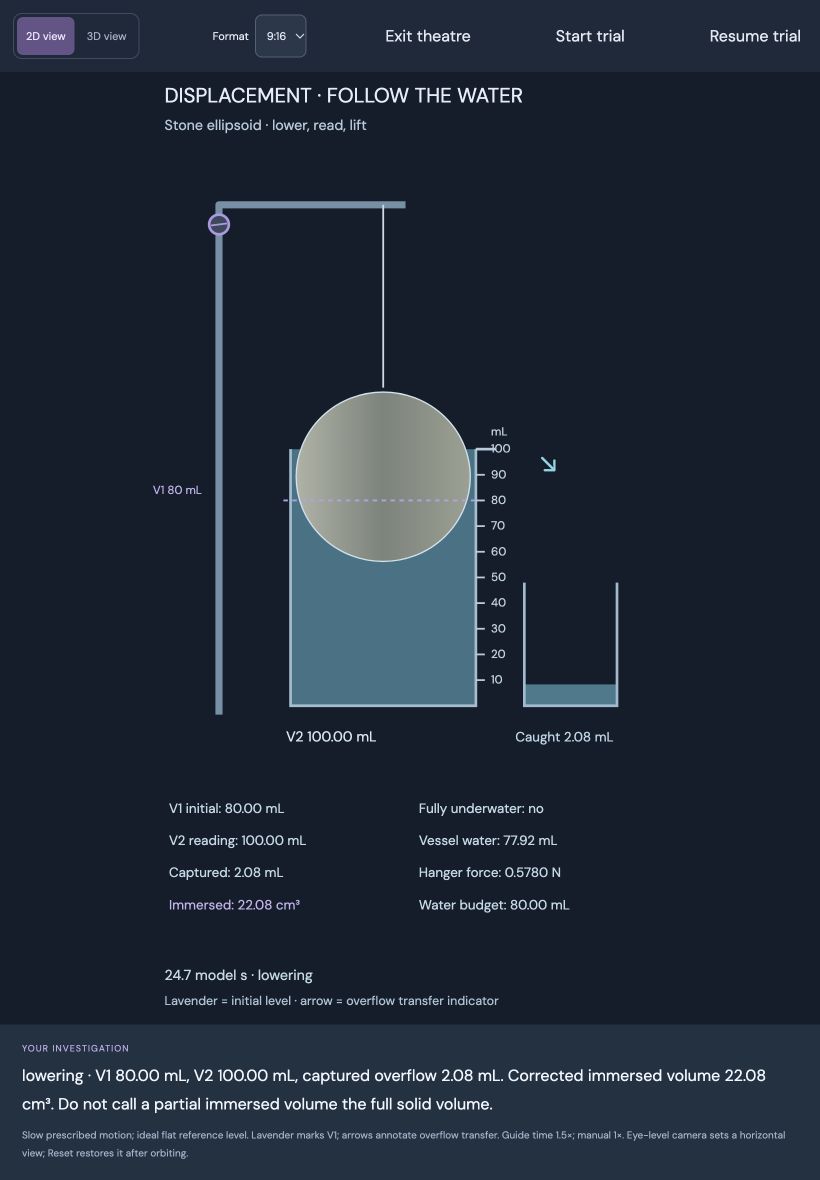 2D view 3D view Format 9:16 Exit theatre Start trial Resume trial
DISPLACEMENT · FOLLOW THE WATER
Stone ellipsoid · lower, read, lift
mL
100
90
V1 80 mL
80
70
60
50
40
30
20
10
V2 100.00 mL Caught 2.08 mL
V1 initial: 80.00 mL Fully underwater: no
V2 reading: 100.00 mL Vessel water: 77.92 mL
Captured: 2.08 mL Hanger force: 0.5780 N
Immersed: 22.08 cm³ Water budget: 80.00 mL
24.7 model s · lowering
Lavender = initial level · arrow = overflow transfer indicator
YOUR INVESTIGATION
lowering · V1 80.00 mL, V2 100.00 mL, captured overflow 2.08 mL. Corrected immersed volume 22.08
cm³. Do not call a partial immersed volume the full solid volume.
Slow prescribed motion; ideal flat reference level. Lavender marks V1; arrows annotate overflow transfer. Guide time 1.5×; manual 1×. Eye-level camera sets a horizontal
view; Reset restores it after orbiting.